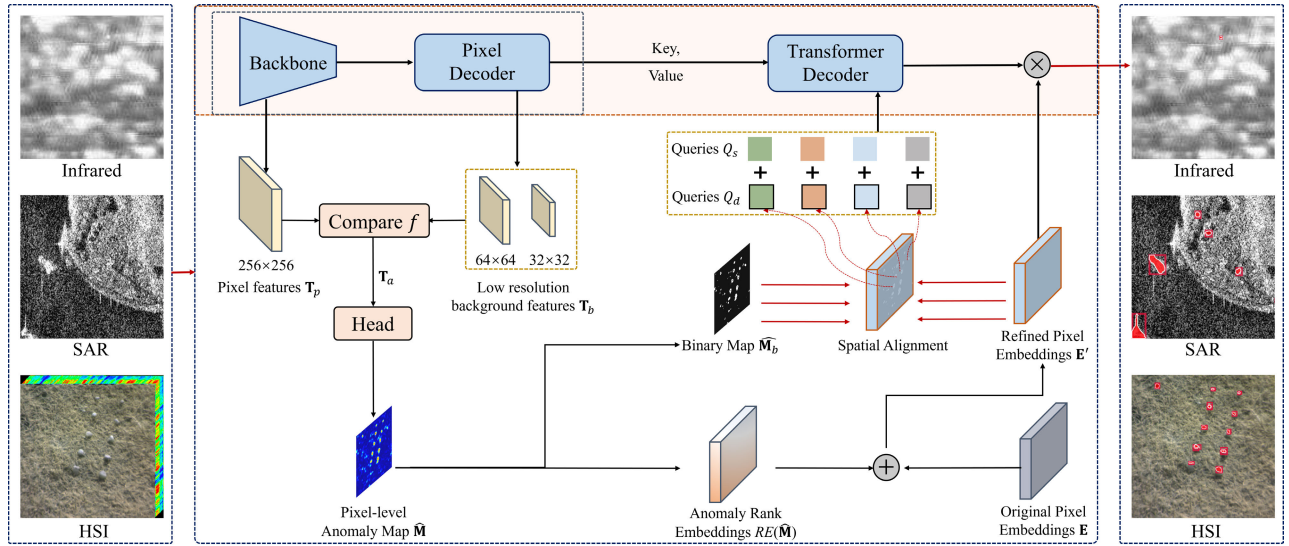 Infrared
SAR
HSI
Backbone
Pixel
Decoder
Key,
Value
Transformer
Decoder
×
Queries Q_s
+ + + +
Queries Q_d
Compare f
256×256
Pixel features T_p
64×64 32×32
Low resolution
background features T_b
T_a
Head
Pixel-level
Anomaly Map M̂
Binary Map M̂_b
Spatial Alignment
Refined Pixel
Embeddings E′
Anomaly Rank
Embeddings RE(M̂)
+
Original Pixel
Embeddings E
Infrared
SAR
HSI